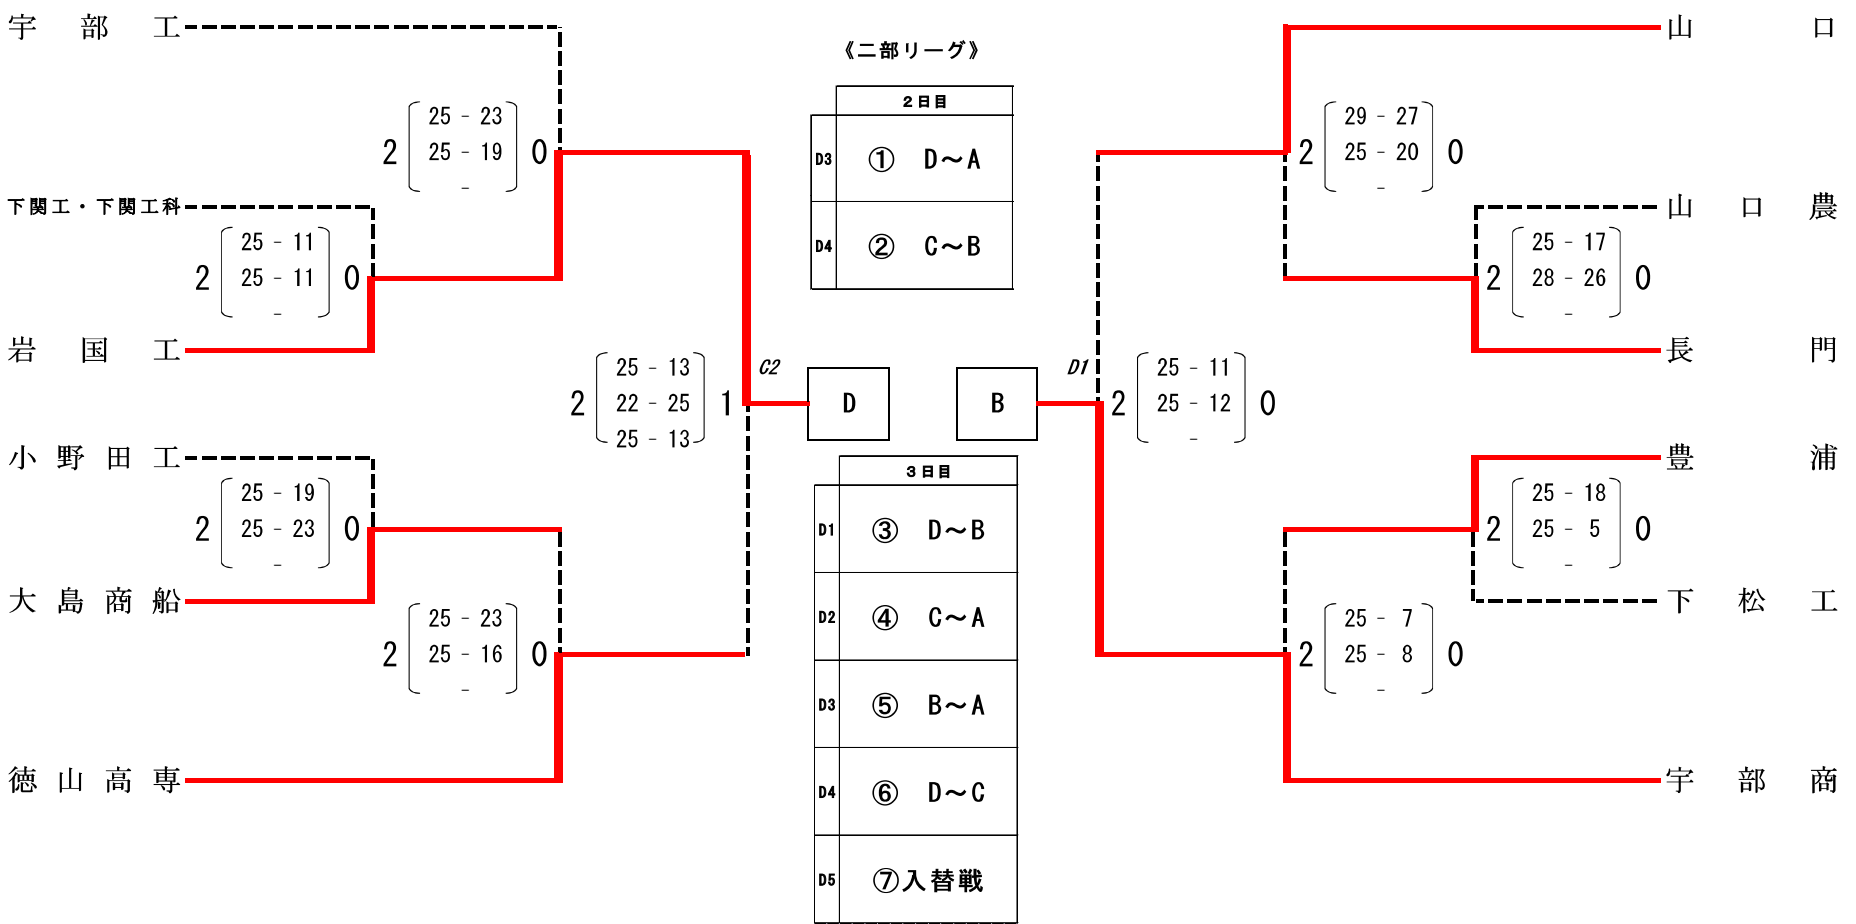 宇部工
下関工・下関工科
岩国工
小野田工
大島商船
徳山高専
2 25 - 23 0
25 - 19
-
2 25 - 11 0
25 - 11
-
2 25 - 13 1
22 - 25
25 - 13
C2
2 25 - 19 0
25 - 23
-
2 25 - 23 0
25 - 16
-
《二部リーグ》
2日目
D3 ① D～A
D4 ② C～B
D
B
3日目
D1 ③ D～B
D2 ④ C～A
D3 ⑤ B～A
D4 ⑥ D～C
D5 ⑦入替戦
D1
2 25 - 11 0
25 - 12
-
2 29 - 27 0
25 - 20
-
2 25 - 17 0
28 - 26
-
2 25 - 18 0
25 - 5
-
2 25 - 7 0
25 - 8
-
山口
山口農
長門
豊浦
下松工
宇部商